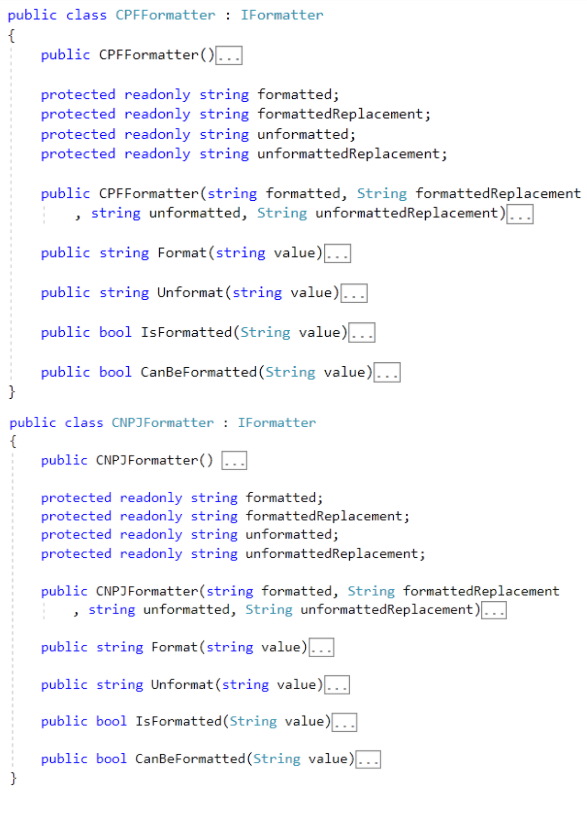 public class CPFFormatter : IFormatter
{
public CPFFormatter()...
protected readonly string formatted;
protected readonly string formattedReplacement;
protected readonly string unformatted;
protected readonly string unformattedReplacement;
public CPFFormatter(string formatted, String formattedReplacement
, string unformatted, String unformattedReplacement)...
public string Format(string value)...
public string Unformat(string value)...
public bool IsFormatted(String value)...
public bool CanBeFormatted(String value)...
}
public class CNPJFormatter : IFormatter
{
public CNPJFormatter() ...
protected readonly string formatted;
protected readonly string formattedReplacement;
protected readonly string unformatted;
protected readonly string unformattedReplacement;
public CNPJFormatter(string formatted, String formattedReplacement
, string unformatted, String unformattedReplacement)...
public string Format(string value)...
public string Unformat(string value)...
public bool IsFormatted(String value)...
public bool CanBeFormatted(String value)...
}